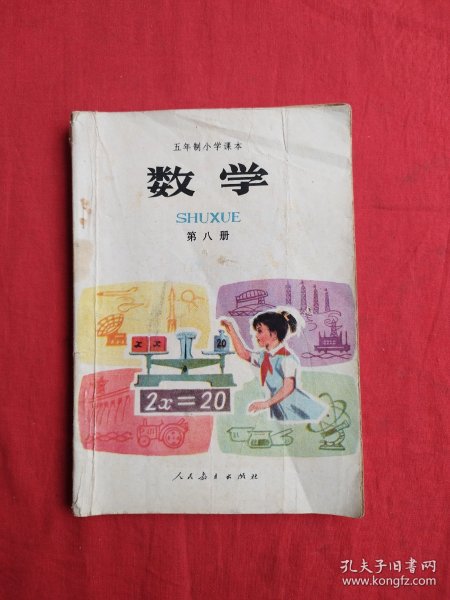 五年制小学课本
数学
SHUXUE
第八册
x x
20
2x=20
人民教育出版社
孔夫子旧书网
www.kongfz.com